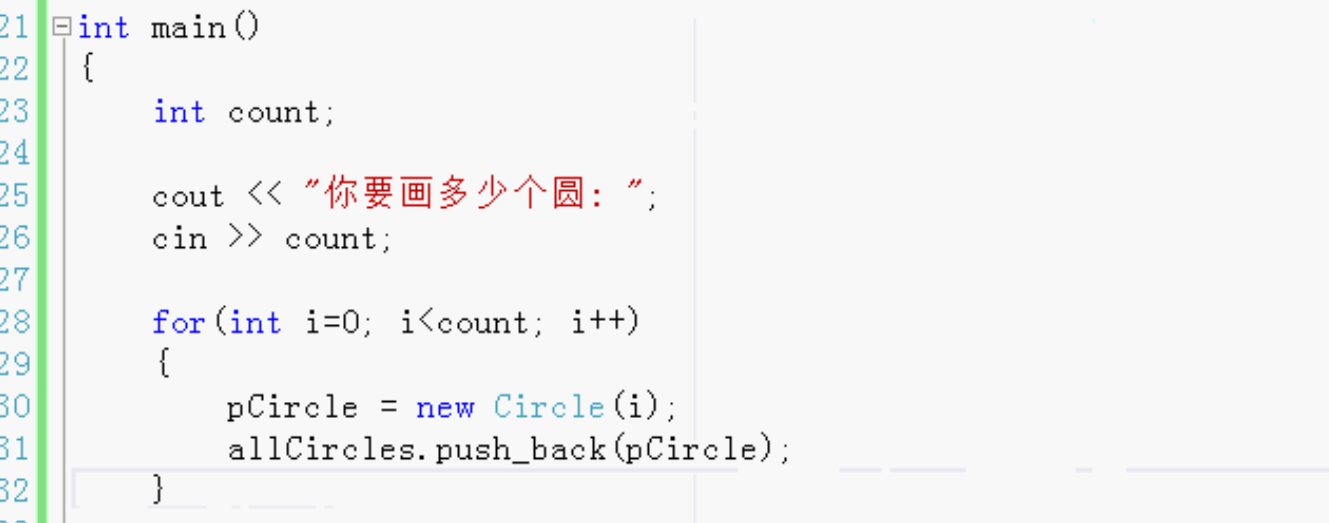 21 int main()
22 {
23 int count;
24
25 cout << "你要画多少个圆: ";
26 cin >> count;
27
28 for(int i=0; i<count; i++)
29 {
30 pCircle = new Circle(i);
31 allCircles.push_back(pCircle);
32 }